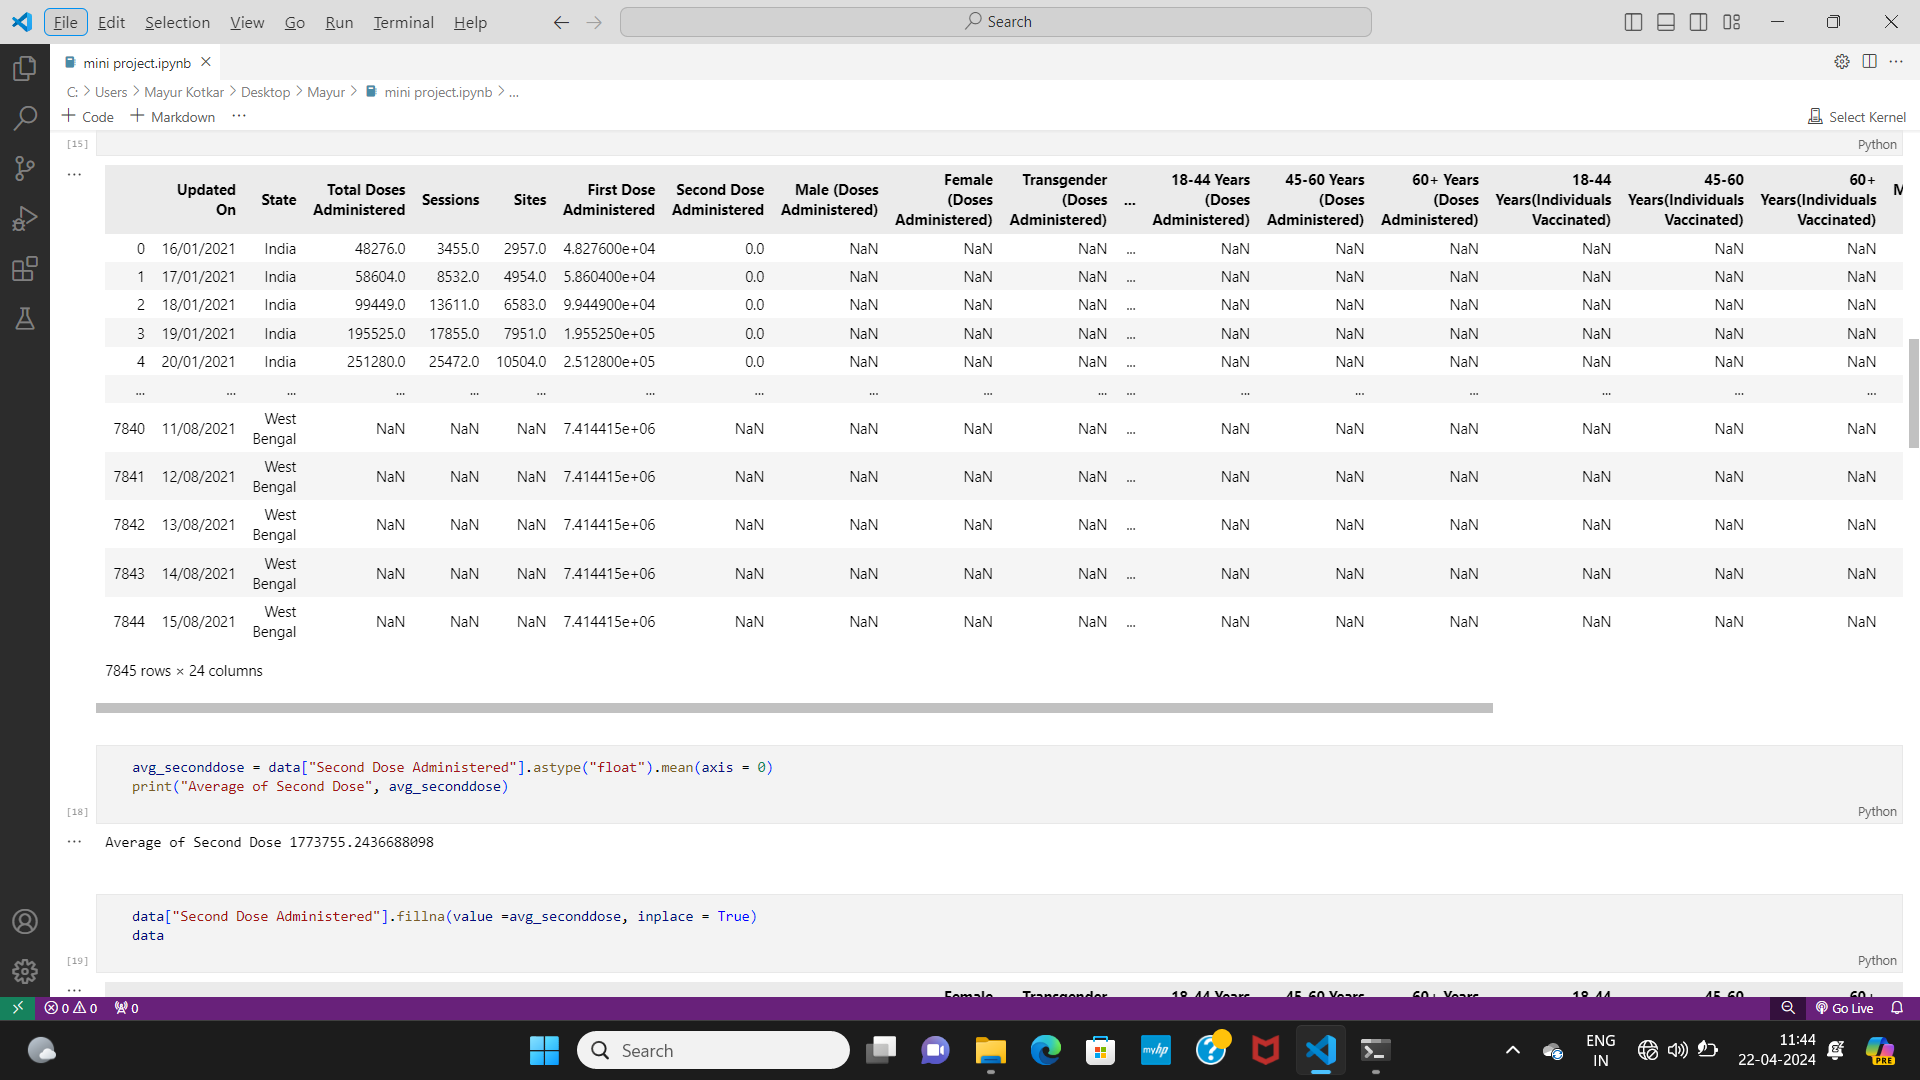 File Edit Selection View Go Run Terminal Help
Search
mini project.ipynb
C: > Users > Mayur Kotkar > Desktop > Mayur > mini project.ipynb > ...
+ Code + Markdown ...
Select Kernel
[15]
Python
...
Updated On State Total Doses Administered Sessions Sites First Dose Administered Second Dose Administered Male (Doses Administered) Female (Doses Administered) Transgender (Doses Administered) ... 18-44 Years (Doses Administered) 45-60 Years (Doses Administered) 60+ Years (Doses Administered) 18-44 Years(Individuals Vaccinated) 45-60 Years(Individuals Vaccinated) 60+ Years(Individuals Vaccinated) M
0 16/01/2021 India 48276.0 3455.0 2957.0 4.827600e+04 0.0 NaN NaN NaN ... NaN NaN NaN NaN NaN NaN
1 17/01/2021 India 58604.0 8532.0 4954.0 5.860400e+04 0.0 NaN NaN NaN ... NaN NaN NaN NaN NaN NaN
2 18/01/2021 India 99449.0 13611.0 6583.0 9.944900e+04 0.0 NaN NaN NaN ... NaN NaN NaN NaN NaN NaN
3 19/01/2021 India 195525.0 17855.0 7951.0 1.955250e+05 0.0 NaN NaN NaN ... NaN NaN NaN NaN NaN NaN
4 20/01/2021 India 251280.0 25472.0 10504.0 2.512800e+05 0.0 NaN NaN NaN ... NaN NaN NaN NaN NaN NaN
... ... ... ... ... ... ... ... ... ... ... ... ... ... ... ... ... ...
7840 11/08/2021 West Bengal NaN NaN NaN 7.414415e+06 NaN NaN NaN NaN ... NaN NaN NaN NaN NaN NaN
7841 12/08/2021 West Bengal NaN NaN NaN 7.414415e+06 NaN NaN NaN NaN ... NaN NaN NaN NaN NaN NaN
7842 13/08/2021 West Bengal NaN NaN NaN 7.414415e+06 NaN NaN NaN NaN ... NaN NaN NaN NaN NaN NaN
7843 14/08/2021 West Bengal NaN NaN NaN 7.414415e+06 NaN NaN NaN NaN ... NaN NaN NaN NaN NaN NaN
7844 15/08/2021 West Bengal NaN NaN NaN 7.414415e+06 NaN NaN NaN NaN ... NaN NaN NaN NaN NaN NaN
7845 rows × 24 columns
avg_seconddose = data["Second Dose Administered"].astype("float").mean(axis = 0)
print("Average of Second Dose", avg_seconddose)
[18]
Python
... Average of Second Dose 1773755.2436688098
data["Second Dose Administered"].fillna(value =avg_seconddose, inplace = True)
data
[19]
Python
...
Female Transgender 18-44 Years 45-60 Years 60+ Years 18-44 45-60 60+
0 0 0
Go Live
Search
myhp
ENG
IN
11:44
22-04-2024
PRE